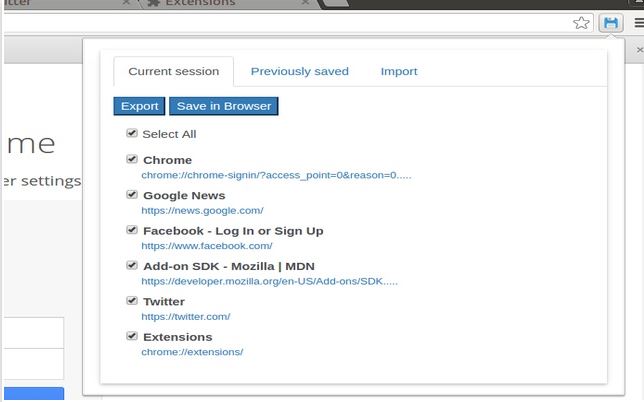 Extensions
Current session
Previously saved
Import
Export
Save in Browser
Select All
me
Chrome
chrome://chrome-signin/?access_point=0&reason=0.....
er settings
Google News
https://news.google.com/
Facebook - Log In or Sign Up
https://www.facebook.com/
Add-on SDK - Mozilla | MDN
https://developer.mozilla.org/en-US/Add-ons/SDK.....
Twitter
https://twitter.com/
Extensions
chrome://extensions/